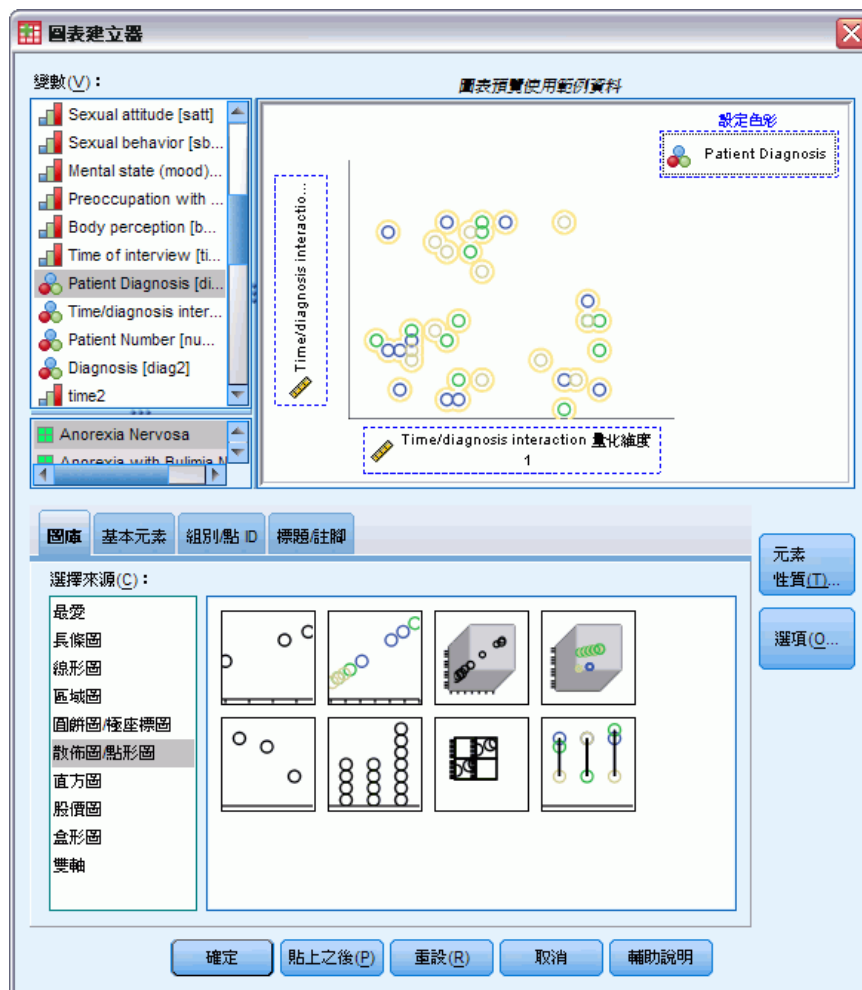 圖表建立器
變數(V)：
Sexual attitude [satt]
Sexual behavior [sb...
Mental state (mood)...
Preoccupation with ...
Body perception [b...
Time of interview [ti...
Patient Diagnosis [di...
Time/diagnosis inter...
Patient Number [nu...
Diagnosis [diag2]
time2
Anorexia Nervosa
Anorexia with Bulimia N
圖表預覽使用範例資料
設定色彩
Patient Diagnosis
Time/diagnosis interactio...
Time/diagnosis interaction 量化維度
1
圖庫
基本元素
組別/點 ID
標題/註腳
選擇來源(C)：
最愛
長條圖
線形圖
區域圖
圓餅圖/極座標圖
散佈圖/點形圖
直方圖
股價圖
盒形圖
雙軸
元素
性質(T)...
選項(O...
確定
貼上之後(P)
重設(R)
取消
輔助說明